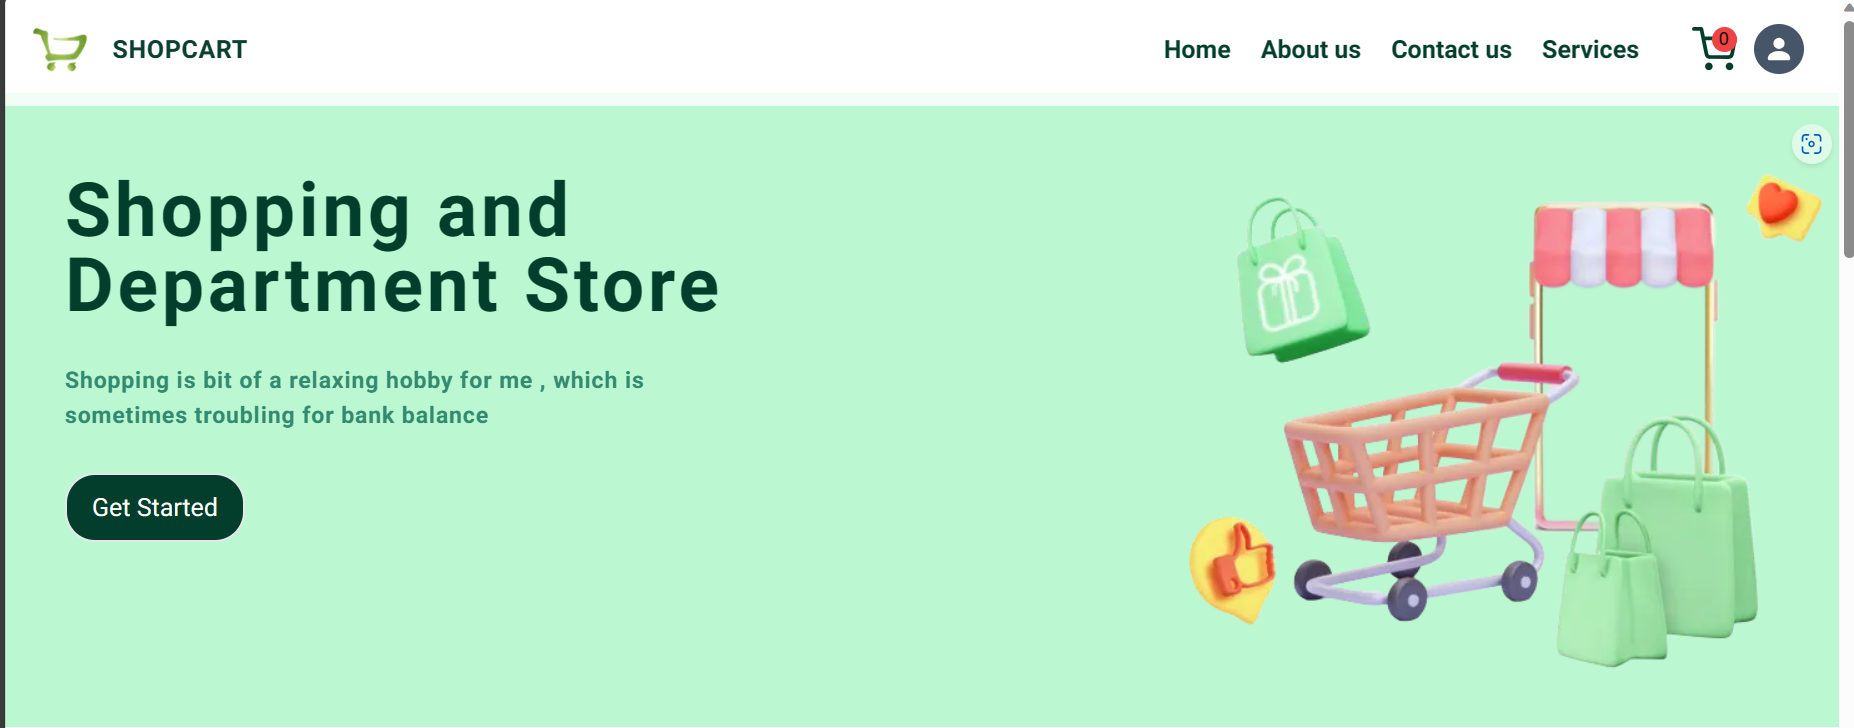 SHOPCART
Home About us Contact us Services
0
Shopping and
Department Store
Shopping is bit of a relaxing hobby for me , which is
sometimes troubling for bank balance
Get Started